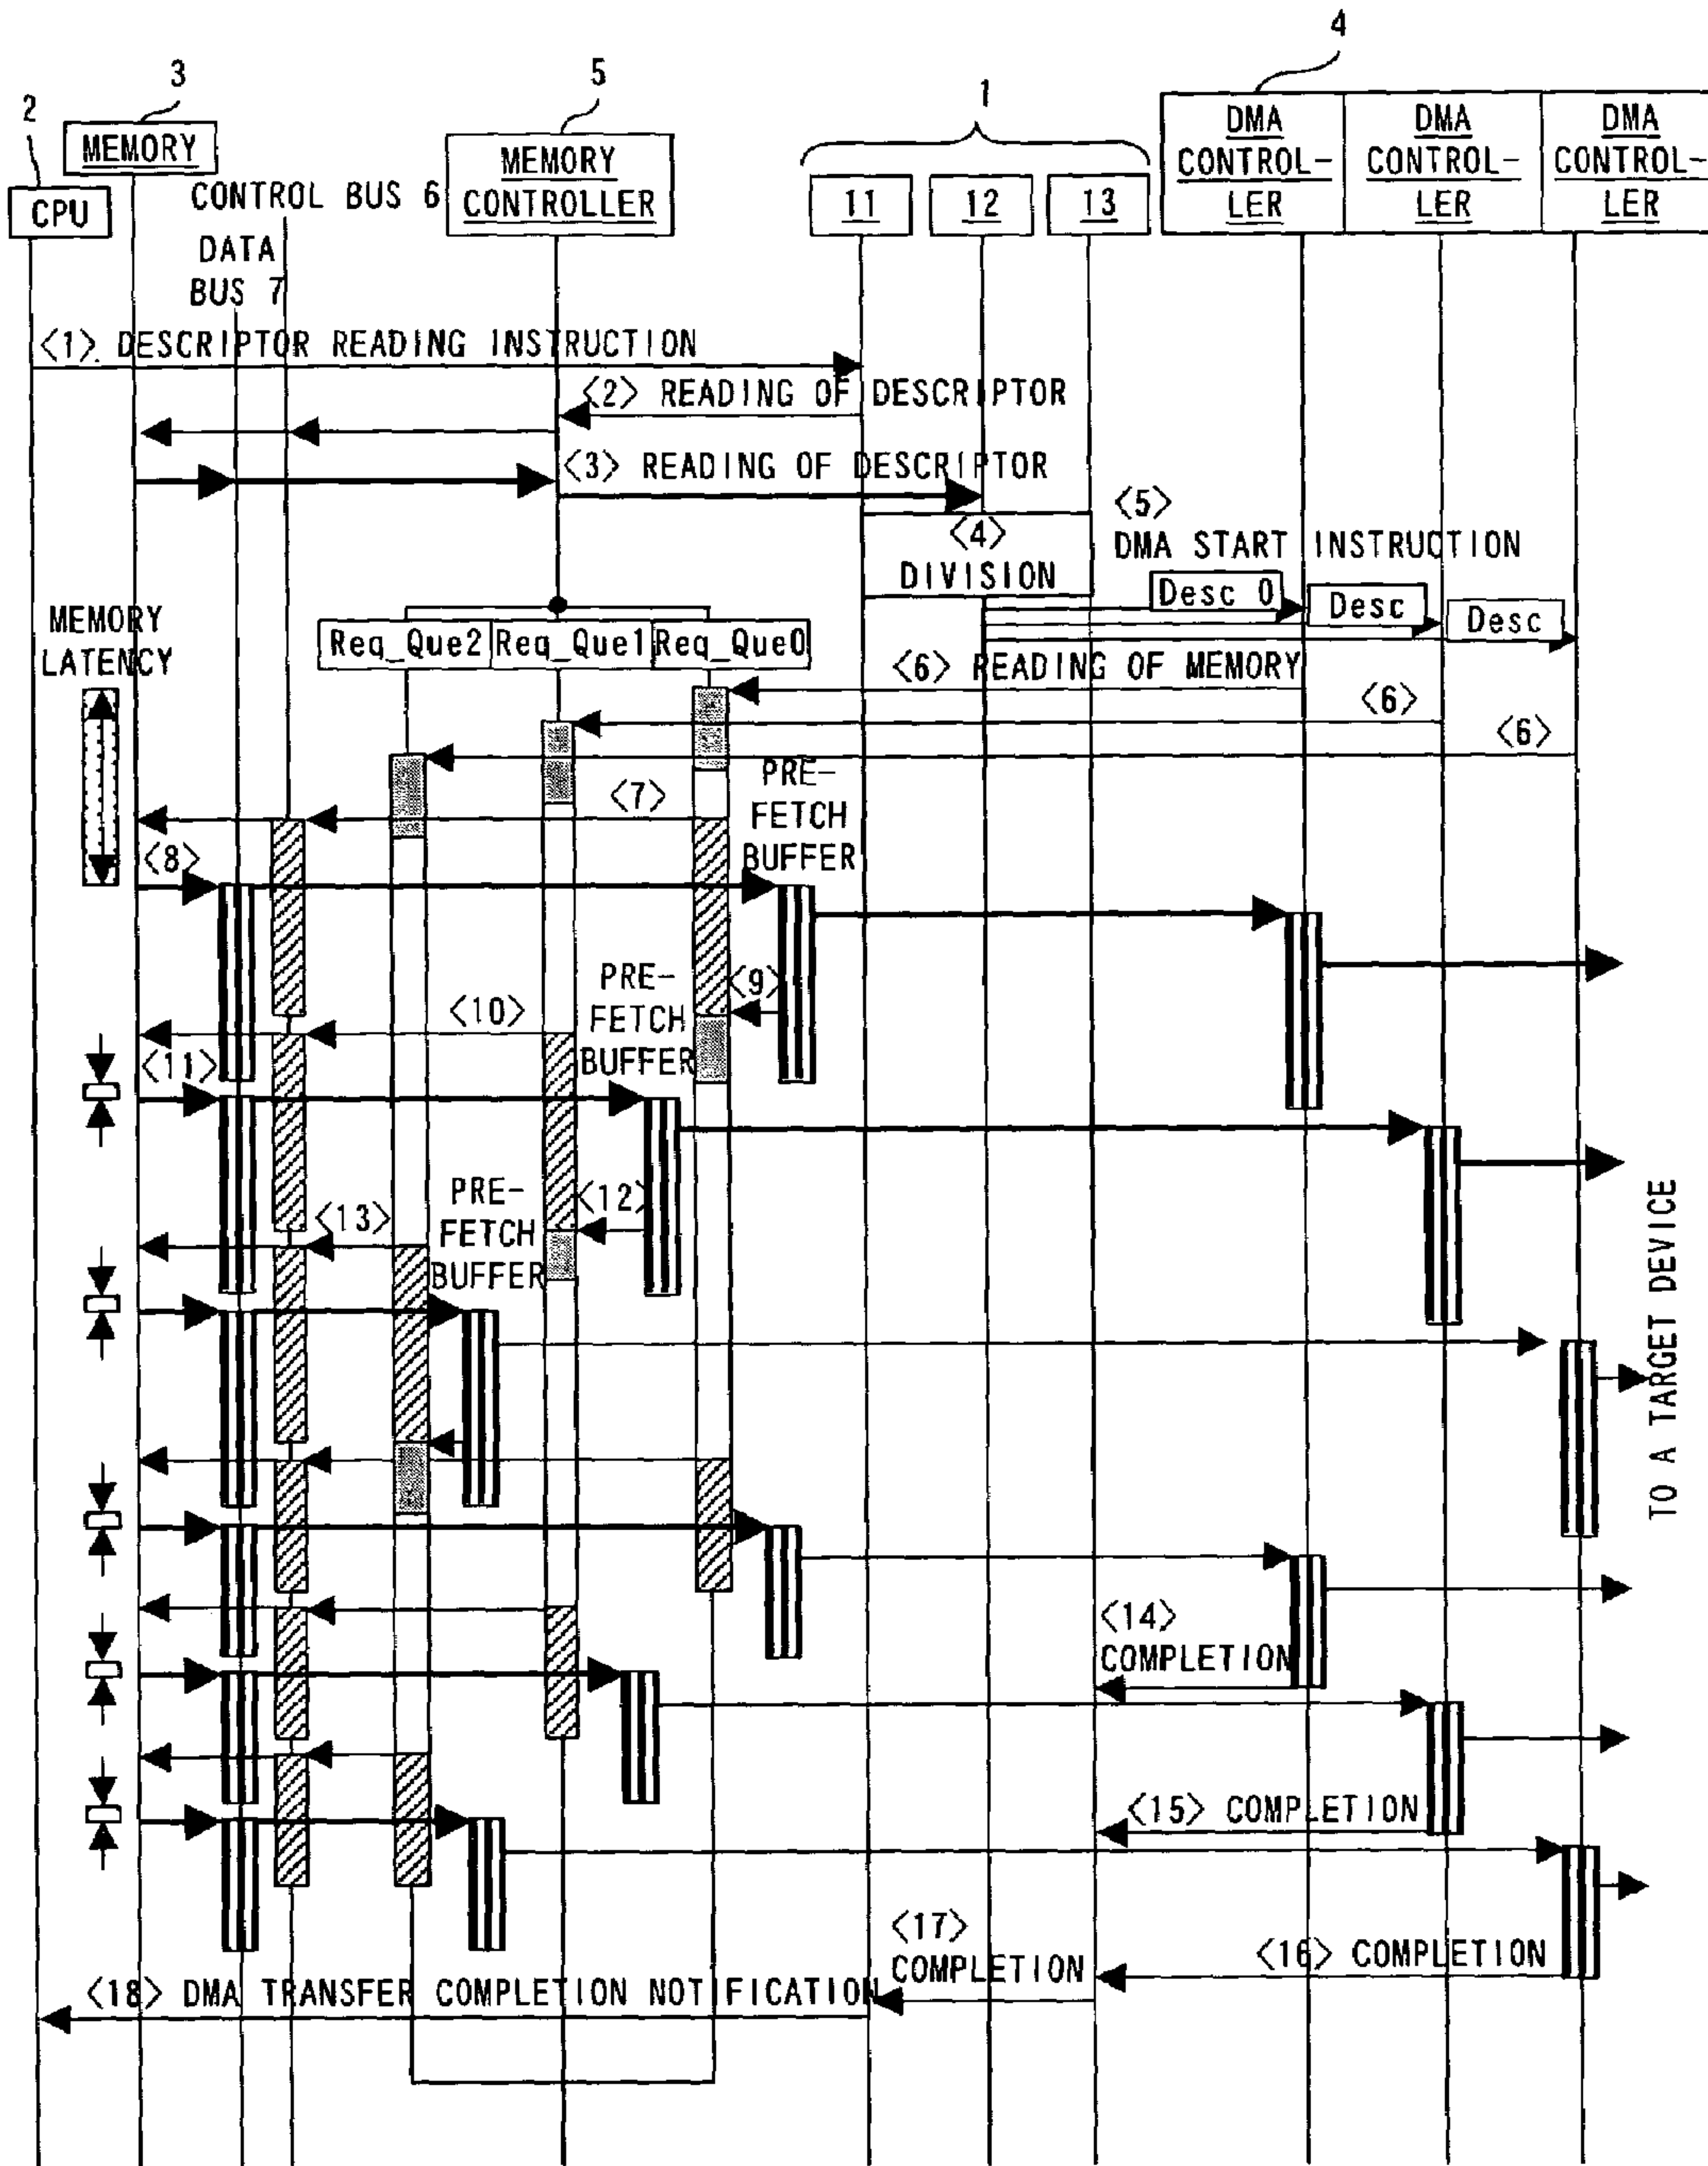 4
3
5
1
2
MEMORY
CPU
CONTROL BUS 6
DATA
BUS 7
MEMORY
CONTROLLER
11
12
13
DMA
CONTROL-
LER
DMA
CONTROL-
LER
DMA
CONTROL-
LER
<1> DESCRIPTOR READING INSTRUCTION
<2> READING OF DESCRIPTOR
<3> READING OF DESCRIPTOR
<4>
DIVISION
<5>
DMA START INSTRUCTION
Desc 0
Desc
Desc
MEMORY
LATENCY
Req_Que2
Req_Que1
Req_Que0
<6> READING OF MEMORY
<6>
<6>
PRE-
FETCH
BUFFER
<7>
<8>
PRE-
FETCH
BUFFER
<9>
<10>
<11>
PRE-
FETCH
BUFFER
<12>
<13>
TO A TARGET DEVICE
<14>
COMPLETION
<15> COMPLETION
<16> COMPLETION
<17>
COMPLETION
<18> DMA TRANSFER COMPLETION NOTIFICATION